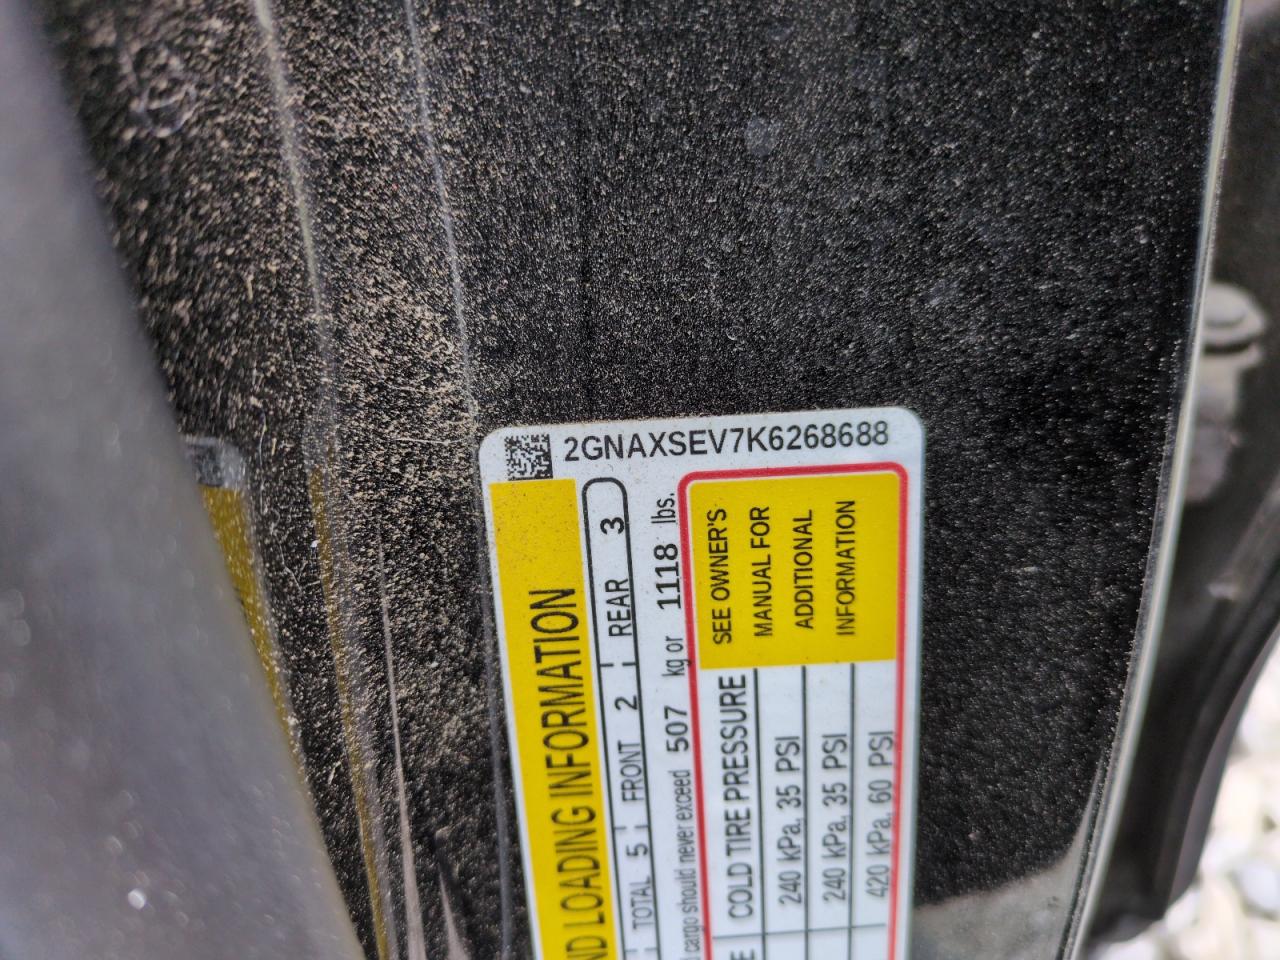 2GNAXSEV7K6268688
LOADING INFORMATION
TOTAL 5 FRONT 2 REAR 3
cargo should never exceed 507 kg or 1118 lbs.
COLD TIRE PRESSURE
240 KPa, 35 PSI
240 KPa, 35 PSI
420 KPa, 60 PSI
SEE OWNER'S
MANUAL FOR
ADDITIONAL
INFORMATION